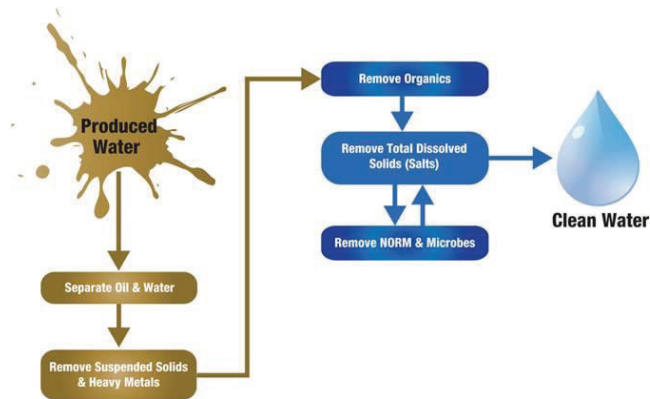 Produced
Water
Separate Oil & Water
Remove Suspended Solids
& Heavy Metals
Remove Organics
Remove Total Dissolved
Solids (Salts)
Remove NORM & Microbes
Clean Water